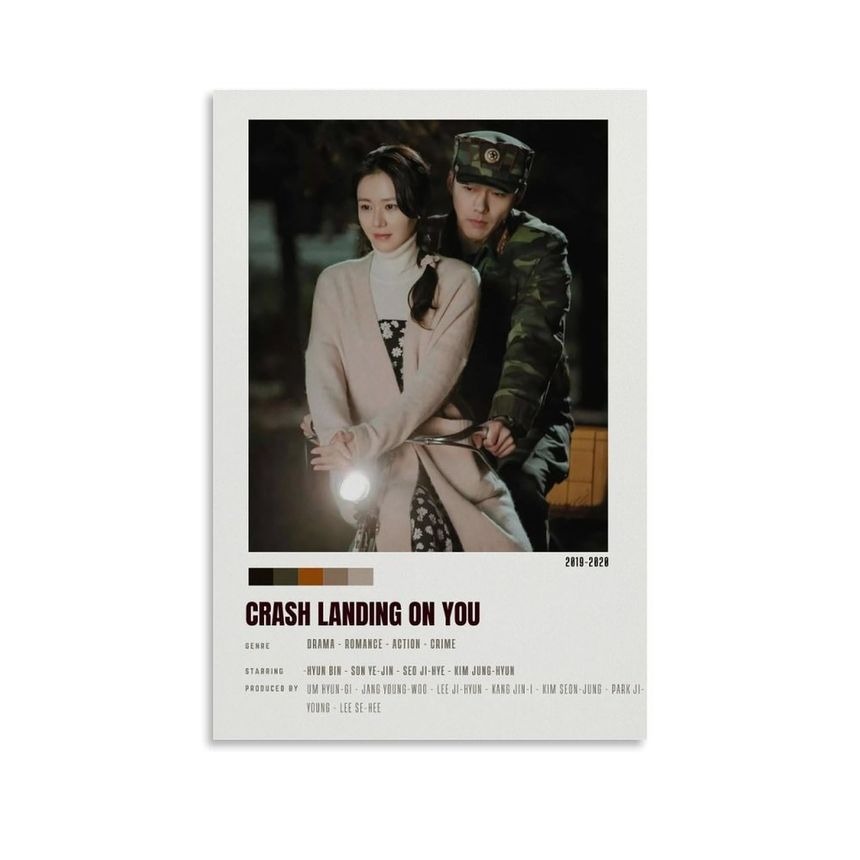 2019-2020
CRASH LANDING ON YOU
GENRE DRAMA - ROMANCE - ACTION - CRIME
STARRING -HYUN BIN - SON YE-JIN - SEO JI-HYE - KIM JUNG-HYUN
PRODUCED BY UM HYUN-GI - JANG YOUNG-WOO - LEE JI-HYUN - KANG JIN-I - KIM SEON-JUNG - PARK JI-
YOUNG - LEE SE-HEE